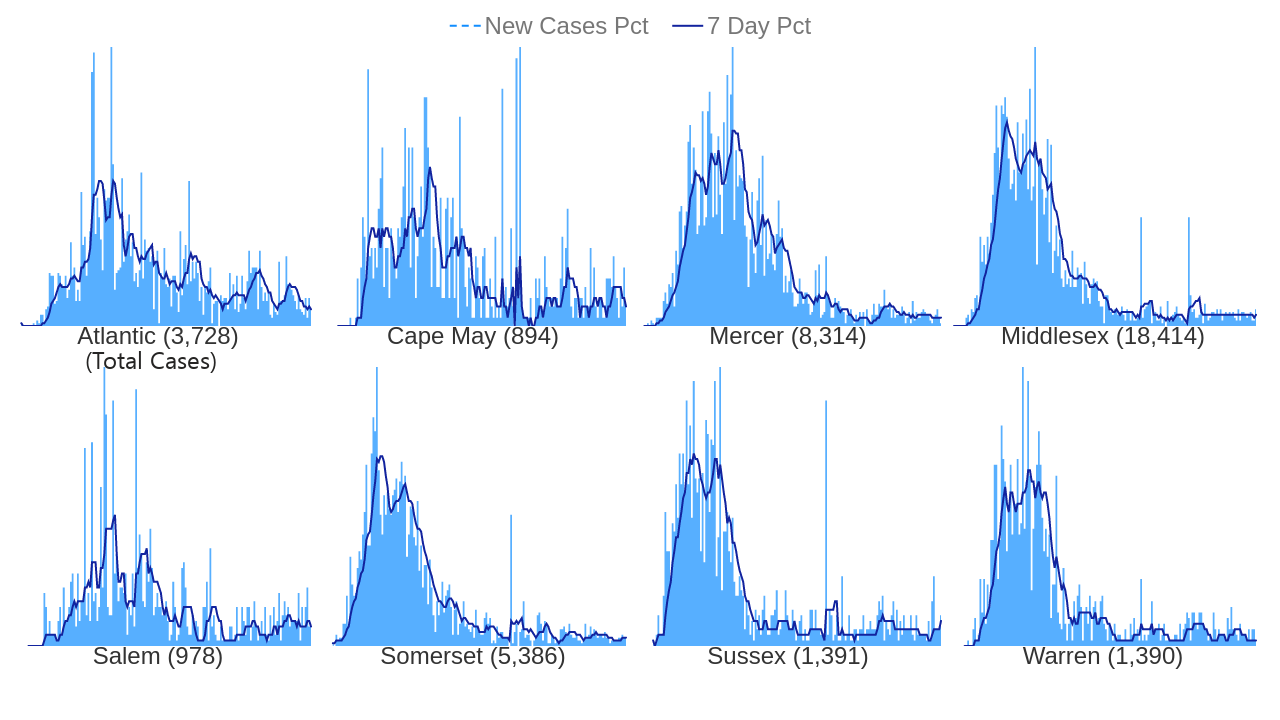 New Cases Pct 7 Day Pct
Atlantic (3,728) Cape May (894) Mercer (8,314) Middlesex (18,414)
(Total Cases)
Salem (978) Somerset (5,386) Sussex (1,391) Warren (1,390)